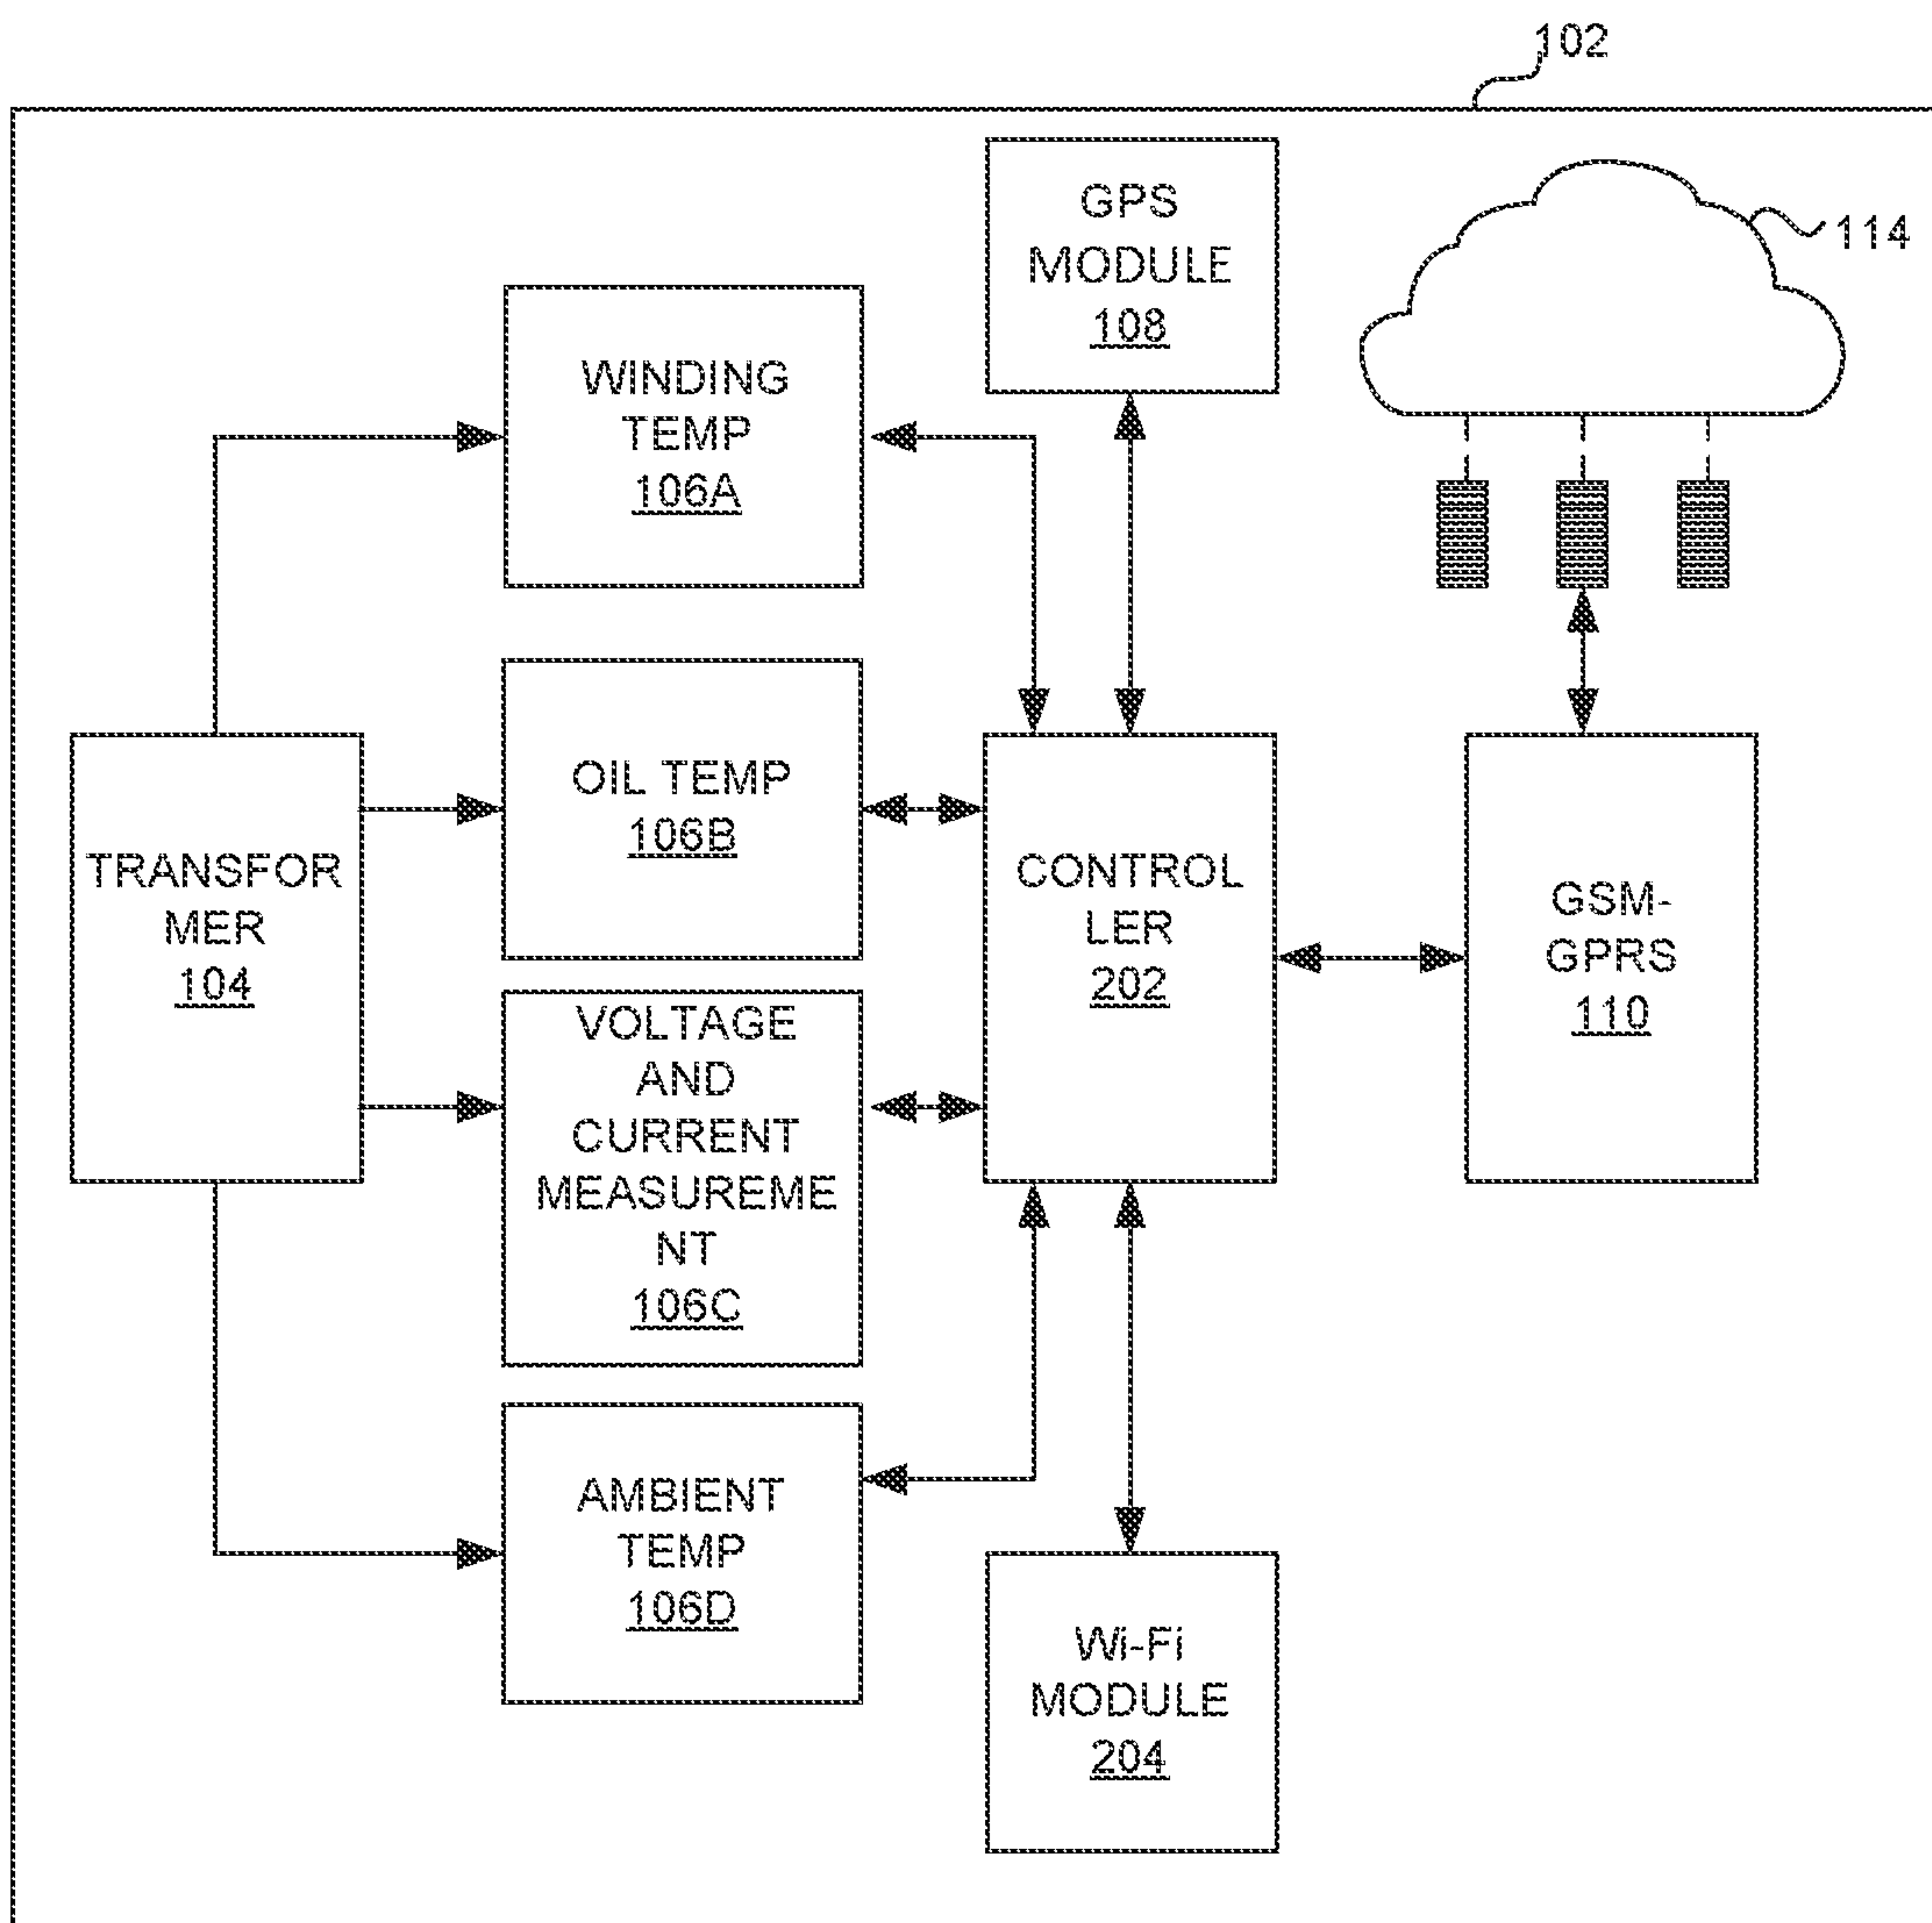 102
GPS
MODULE
108
114
WINDING
TEMP
106A
OIL TEMP
106B
TRANSFOR
MER
104
CONTROL
LER
202
GSM-
GPRS
110
VOLTAGE
AND
CURRENT
MEASUREME
NT
106C
AMBIENT
TEMP
106D
Wi-Fi
MODULE
204